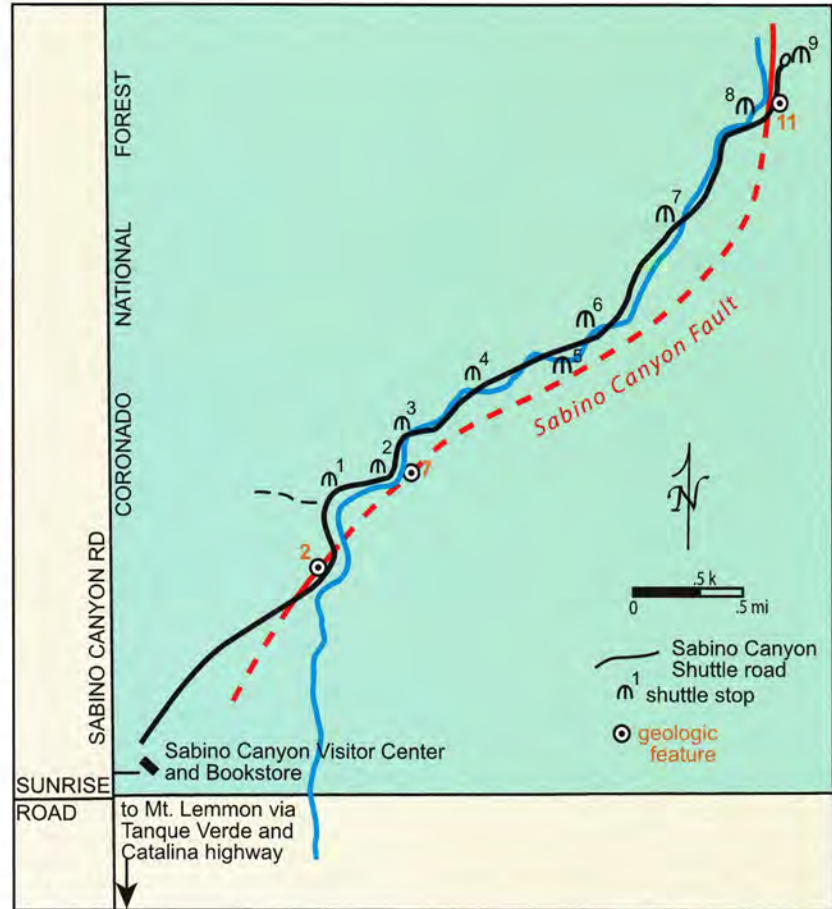 FOREST
NATIONAL
CORONADO
SABINO CANYON RD
9
8
11
7
6
5
Sabino Canyon Fault
4
3
2
1
7
2
N
.5 k
0
.5 mi
Sabino Canyon
Shuttle road
1
shuttle stop
geologic
feature
Sabino Canyon Visitor Center
and Bookstore
SUNRISE
ROAD
to Mt. Lemmon via
Tanque Verde and
Catalina highway